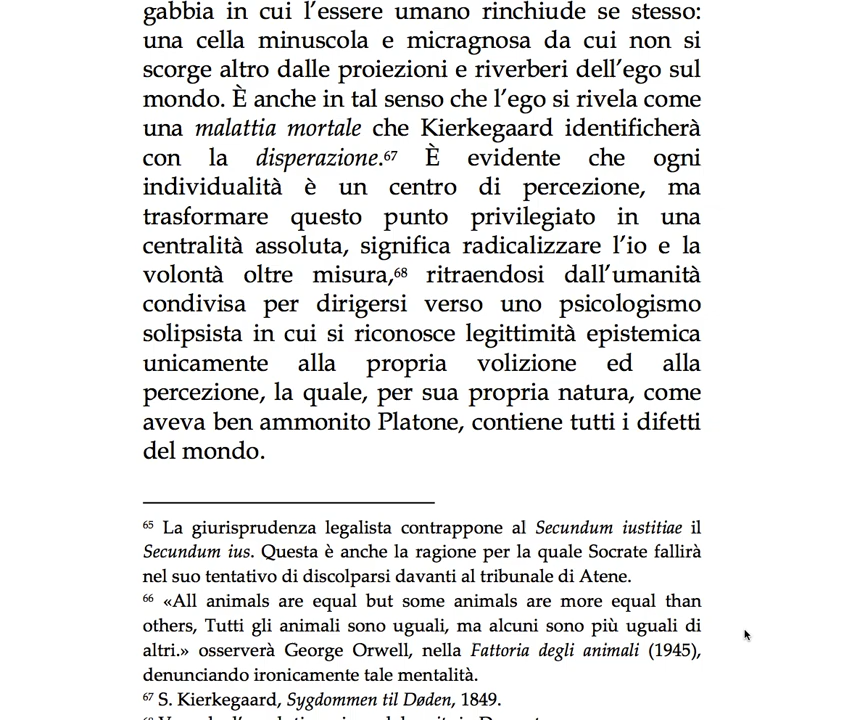 gabbia in cui l'essere umano rinchiude se stesso:
una cella minuscola e micragnosa da cui non si
scorge altro dalle proiezioni e riverberi dell'ego sul
mondo. È anche in tal senso che l'ego si rivela come
una malattia mortale che Kierkegaard identificherà
con la disperazione.⁶⁷ È evidente che ogni
individualità è un centro di percezione, ma
trasformare questo punto privilegiato in una
centralità assoluta, significa radicalizzare l'io e la
volontà oltre misura,⁶⁸ ritraendosi dall'umanità
condivisa per dirigersi verso uno psicologismo
solipsista in cui si riconosce legittimità epistemica
unicamente alla propria volizione ed alla
percezione, la quale, per sua propria natura, come
aveva ben ammonito Platone, contiene tutti i difetti
del mondo.
⁶⁵ La giurisprudenza legalista contrappone al Secundum iustitiae il
Secundum ius. Questa è anche la ragione per la quale Socrate fallirà
nel suo tentativo di discolparsi davanti al tribunale di Atene.
⁶⁶ «All animals are equal but some animals are more equal than
others, Tutti gli animali sono uguali, ma alcuni sono più uguali di
altri.» osserverà George Orwell, nella Fattoria degli animali (1945),
denunciando ironicamente tale mentalità.
⁶⁷ S. Kierkegaard, Sygdommen til Døden, 1849.